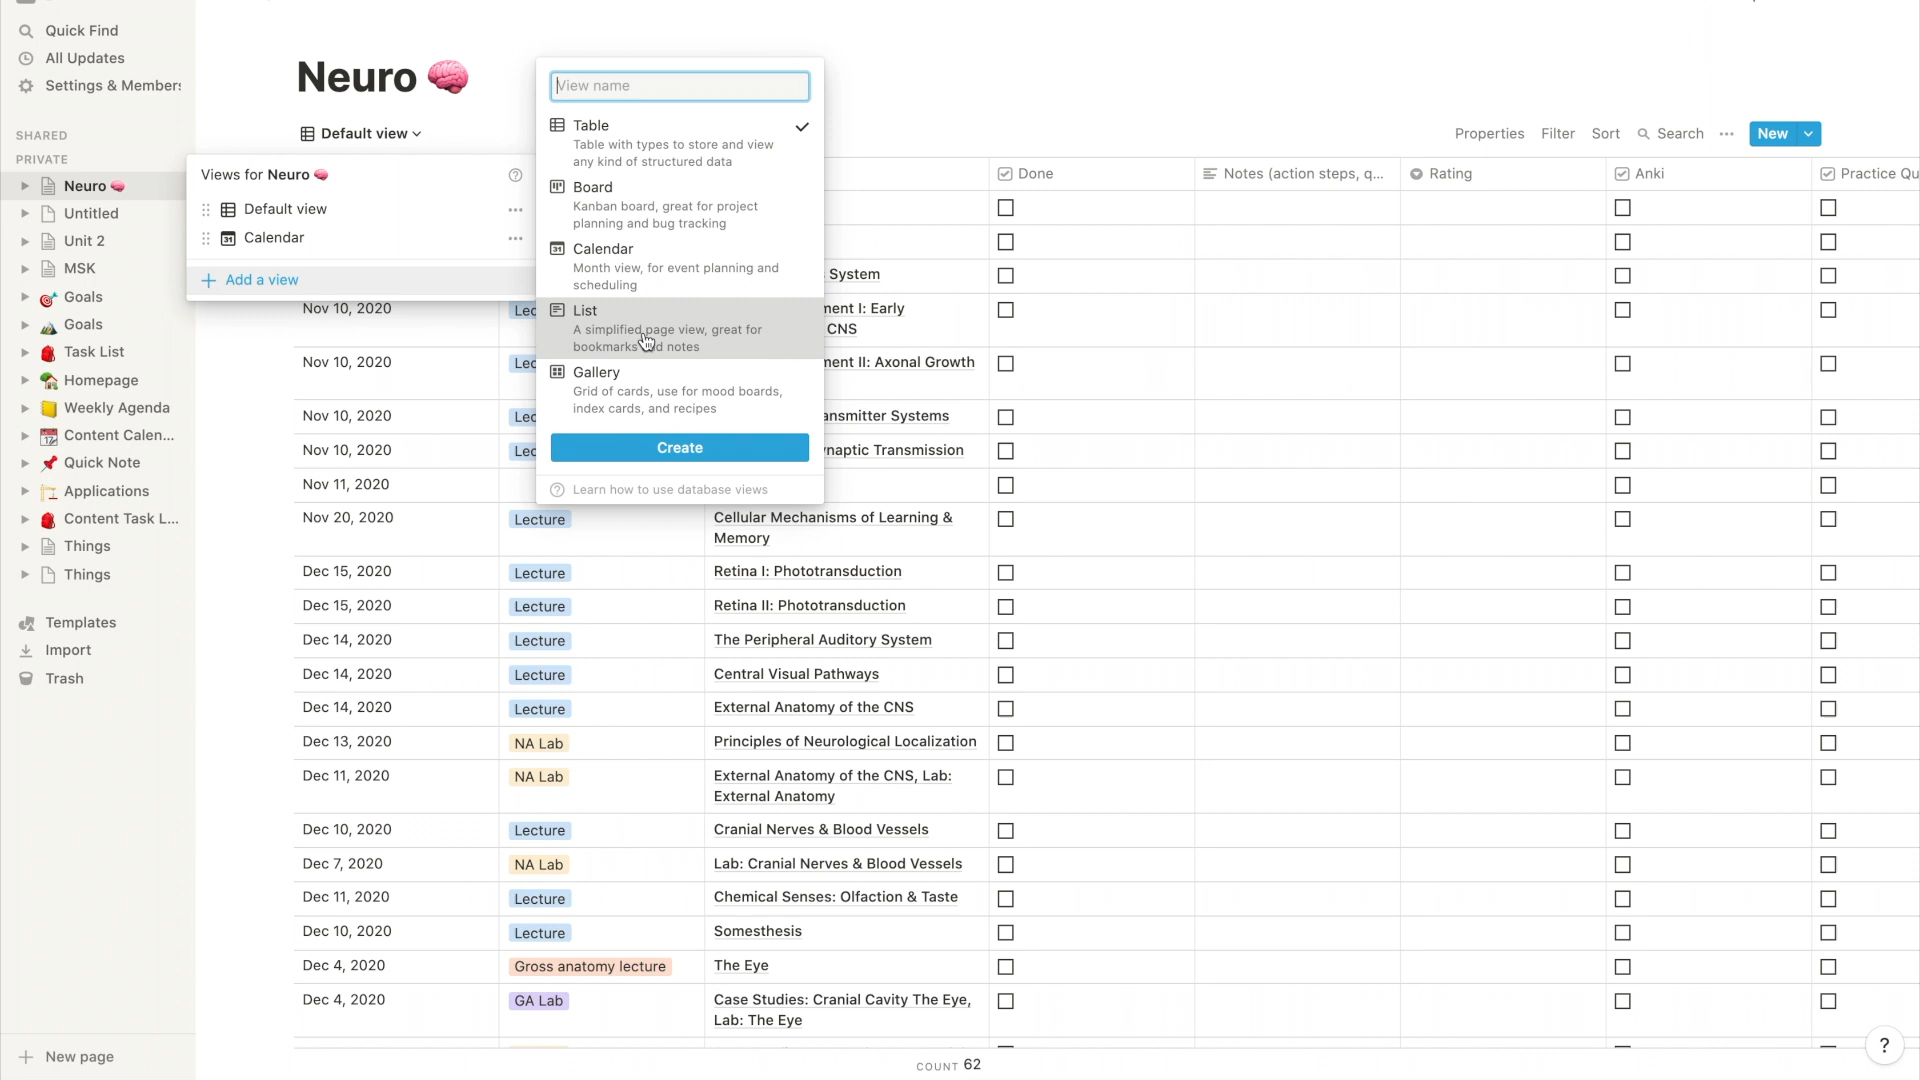 Quick Find
All Updates
Settings & Members
SHARED
PRIVATE
Neuro
Untitled
Unit 2
MSK
Goals
Goals
Task List
Homepage
Weekly Agenda
Content Calen...
Quick Note
Applications
Content Task L...
Things
Things
Templates
Import
Trash
New page
Neuro
Default view
Properties Filter Sort Search New
Views for Neuro
Default view
Calendar
Add a view
View name
Table
Table with types to store and view
any kind of structured data
Board
Kanban board, great for project
planning and bug tracking
Calendar
Month view, for event planning and
scheduling
List
A simplified page view, great for
bookmarks notes
Gallery
Grid of cards, use for mood boards,
index cards, and recipes
Create
Learn how to use database views
Done Notes (action steps, q... Rating Anki Practice Qu
System
Nov 10, 2020 Lec ment I: Early
CNS
Nov 10, 2020 Lec ment II: Axonal Growth
Nov 10, 2020 Lec ansmitter Systems
Nov 10, 2020 Lec naptic Transmission
Nov 11, 2020
Nov 20, 2020 Lecture Cellular Mechanisms of Learning &
Memory
Dec 15, 2020 Lecture Retina I: Phototransduction
Dec 15, 2020 Lecture Retina II: Phototransduction
Dec 14, 2020 Lecture The Peripheral Auditory System
Dec 14, 2020 Lecture Central Visual Pathways
Dec 14, 2020 Lecture External Anatomy of the CNS
Dec 13, 2020 NA Lab Principles of Neurological Localization
Dec 11, 2020 NA Lab External Anatomy of the CNS, Lab:
External Anatomy
Dec 10, 2020 Lecture Cranial Nerves & Blood Vessels
Dec 7, 2020 NA Lab Lab: Cranial Nerves & Blood Vessels
Dec 11, 2020 Lecture Chemical Senses: Olfaction & Taste
Dec 10, 2020 Lecture Somesthesis
Dec 4, 2020 Gross anatomy lecture The Eye
Dec 4, 2020 GA Lab Case Studies: Cranial Cavity The Eye,
Lab: The Eye
COUNT 62
?